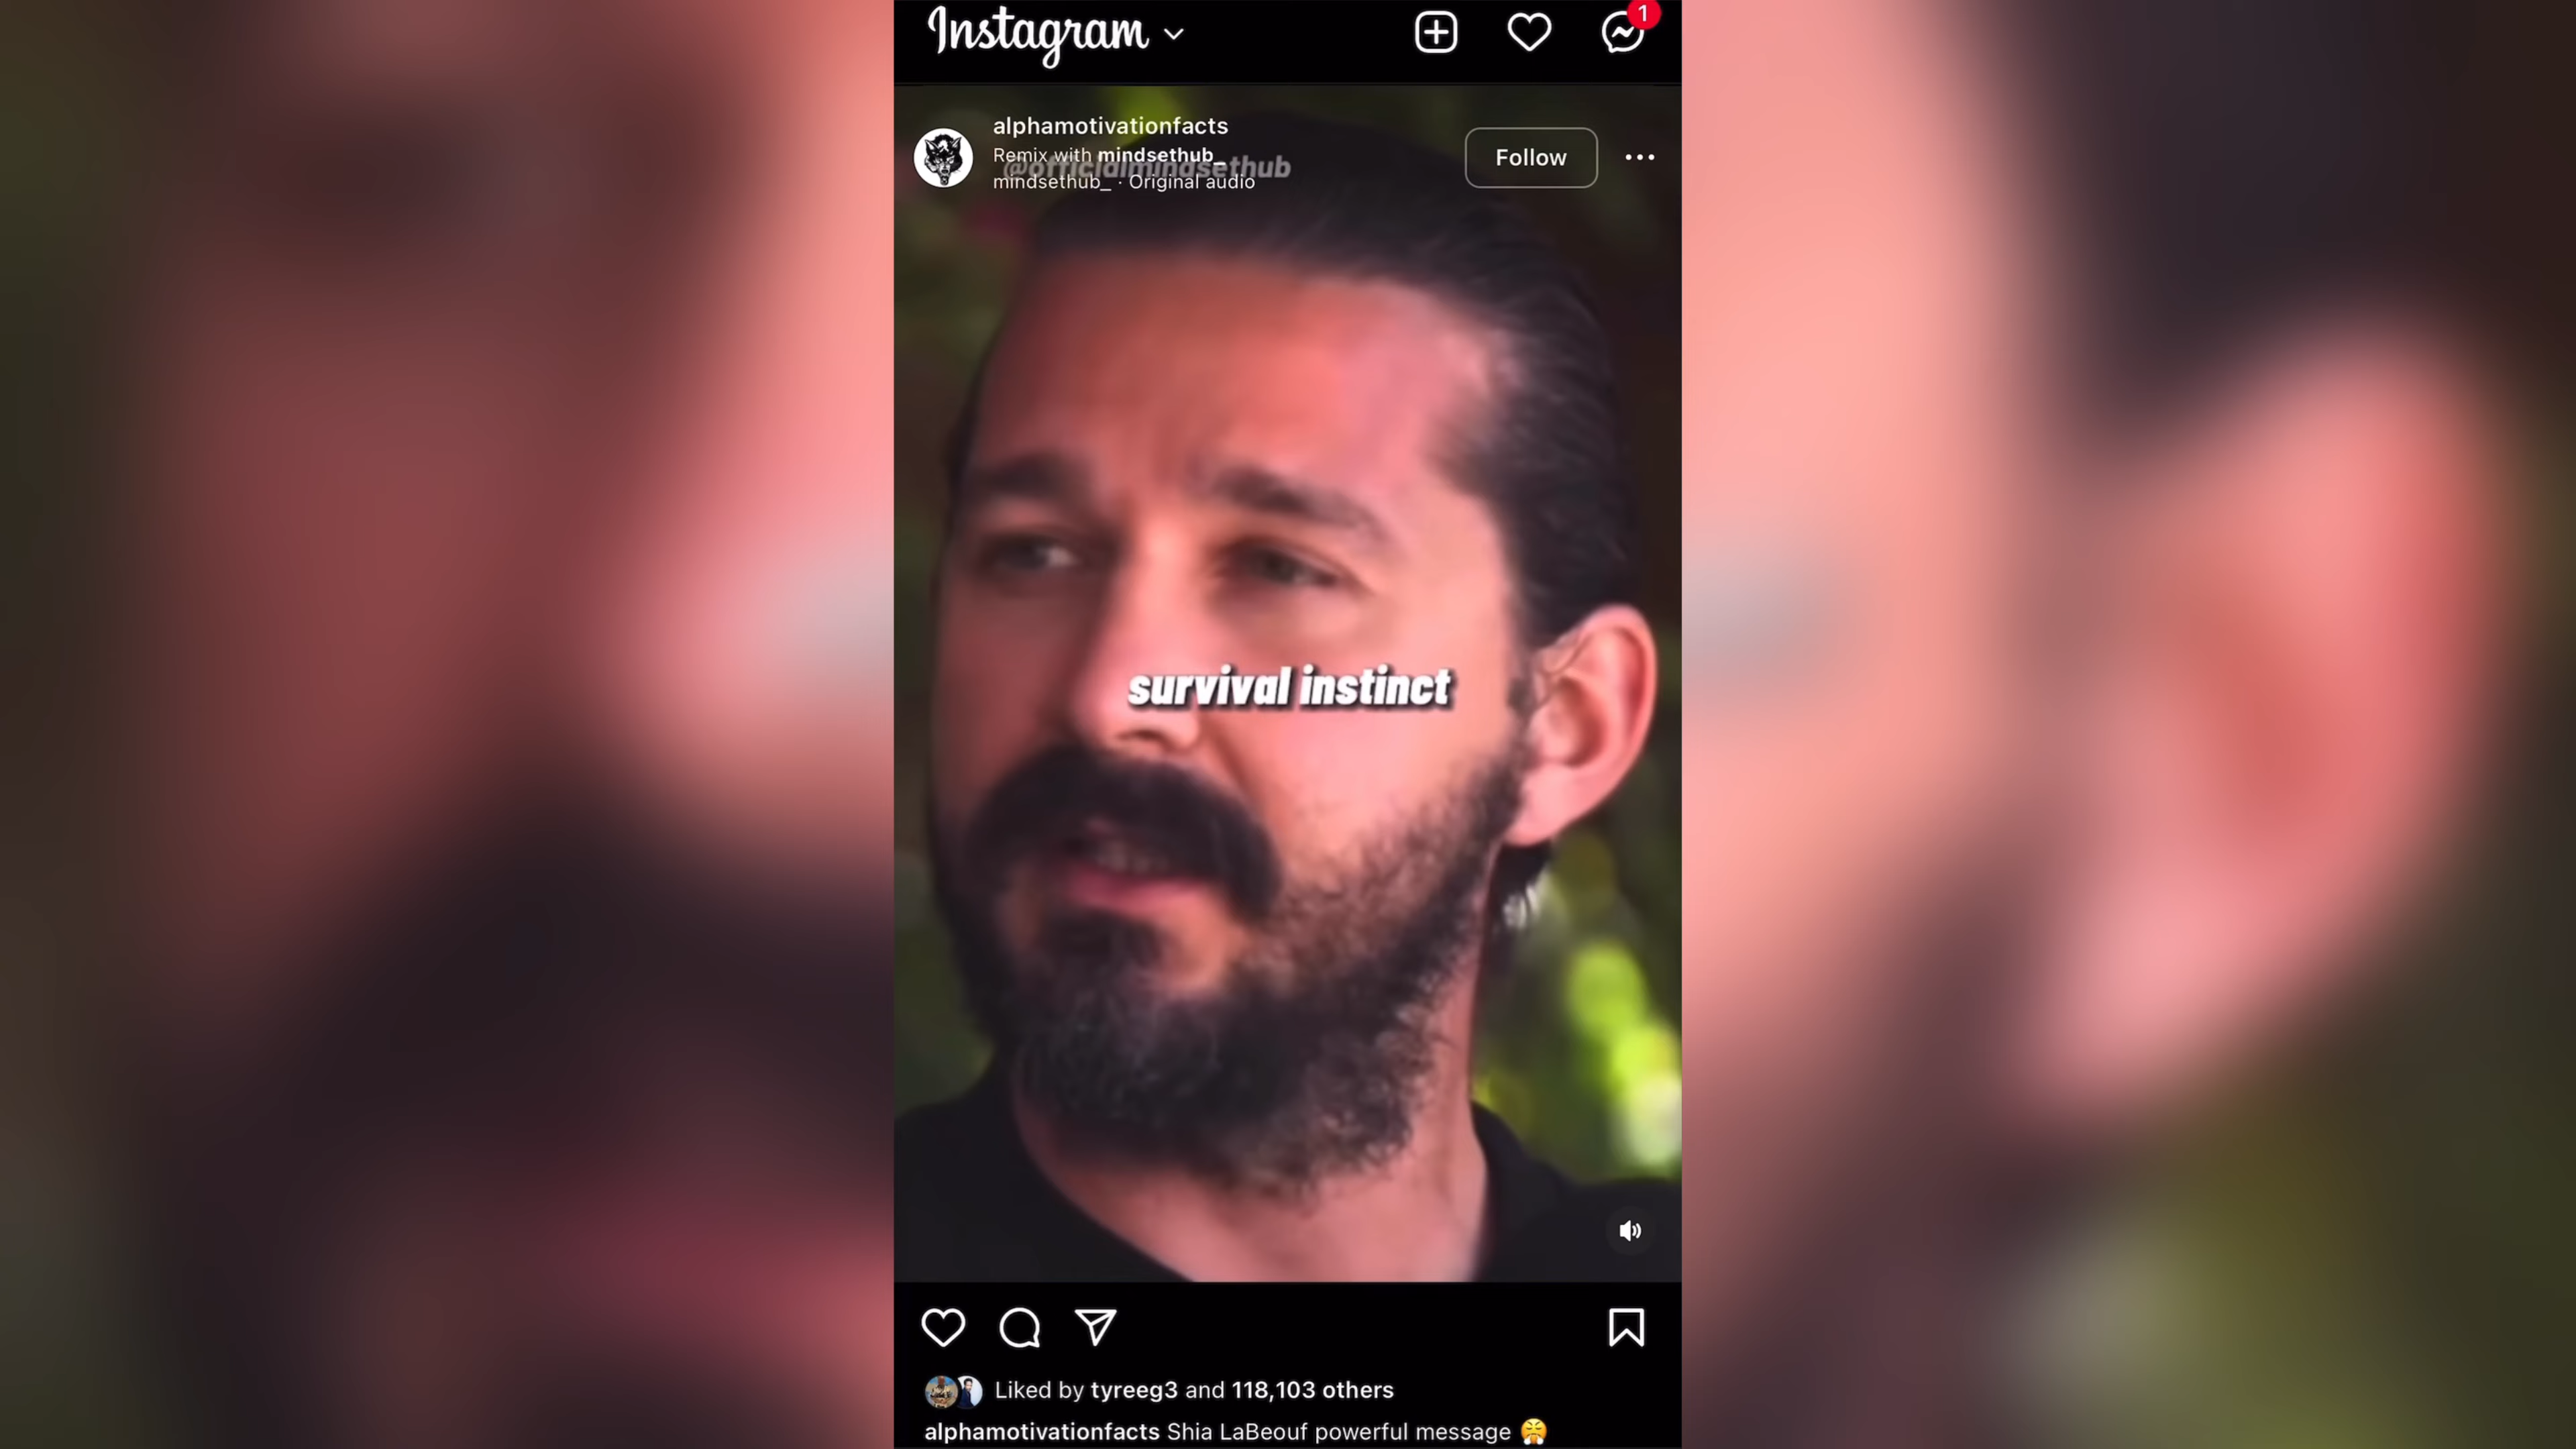 Instagram
1
alphamotivationfacts
Remix with mindsethub_
@officialmindsethub
mindsethub_ · Original audio
Follow
survival instinct
Liked by tyreeg3 and 118,103 others
alphamotivationfacts Shia LaBeouf powerful message 😤